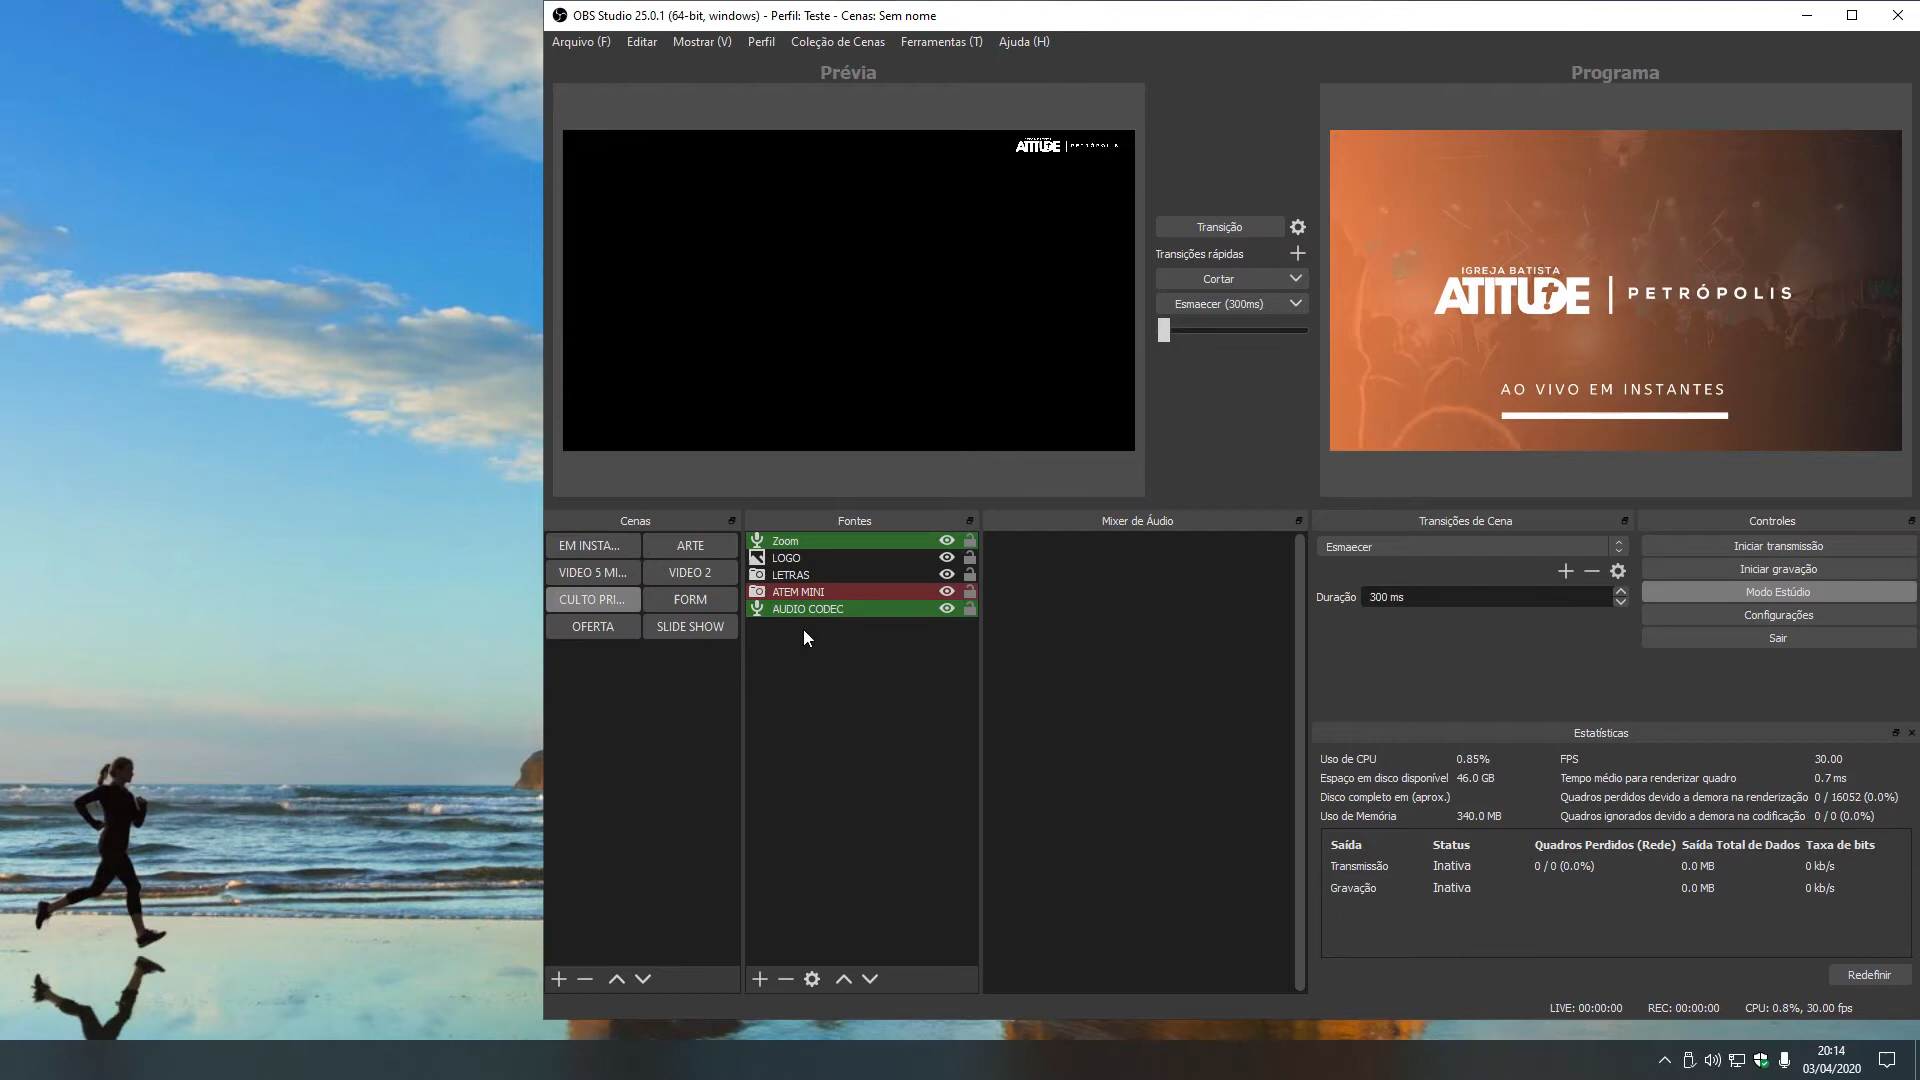 OBS Studio 25.0.1 (64-bit, windows) - Perfil: Teste - Cenas: Sem nome
Arquivo (F) Editar Mostrar (V) Perfil Coleção de Cenas Ferramentas (T) Ajuda (H)
Prévia
Programa
ATITUDE
IGREJA BATISTA
ATITUDE | PETRÓPOLIS
AO VIVO EM INSTANTES
Transição
Transições rápidas
Cortar
Esmaecer (300ms)
Cenas
EM INSTA... ARTE
VIDEO 5 MI... VIDEO 2
CULTO PRI... FORM
OFERTA SLIDE SHOW
Fontes
Zoom
LOGO
LETRAS
ATEM MINI
AUDIO CODEC
Mixer de Áudio
Transições de Cena
Esmaecer
Duração 300 ms
Controles
Iniciar transmissão
Iniciar gravação
Modo Estúdio
Configurações
Sair
Estatísticas
Uso de CPU 0.85% FPS 30.00
Espaço em disco disponível 46.0 GB Tempo médio para renderizar quadro 0.7 ms
Disco completo em (aprox.) Quadros perdidos devido a demora na renderização 0 / 16052 (0.0%)
Uso de Memória 340.0 MB Quadros ignorados devido a demora na codificação 0 / 0 (0.0%)
Saída Status Quadros Perdidos (Rede) Saída Total de Dados Taxa de bits
Transmissão Inativa 0 / 0 (0.0%) 0.0 MB 0 kb/s
Gravação Inativa 0.0 MB 0 kb/s
Redefinir
LIVE: 00:00:00 REC: 00:00:00 CPU: 0.8%, 30.00 fps
20:14
03/04/2020